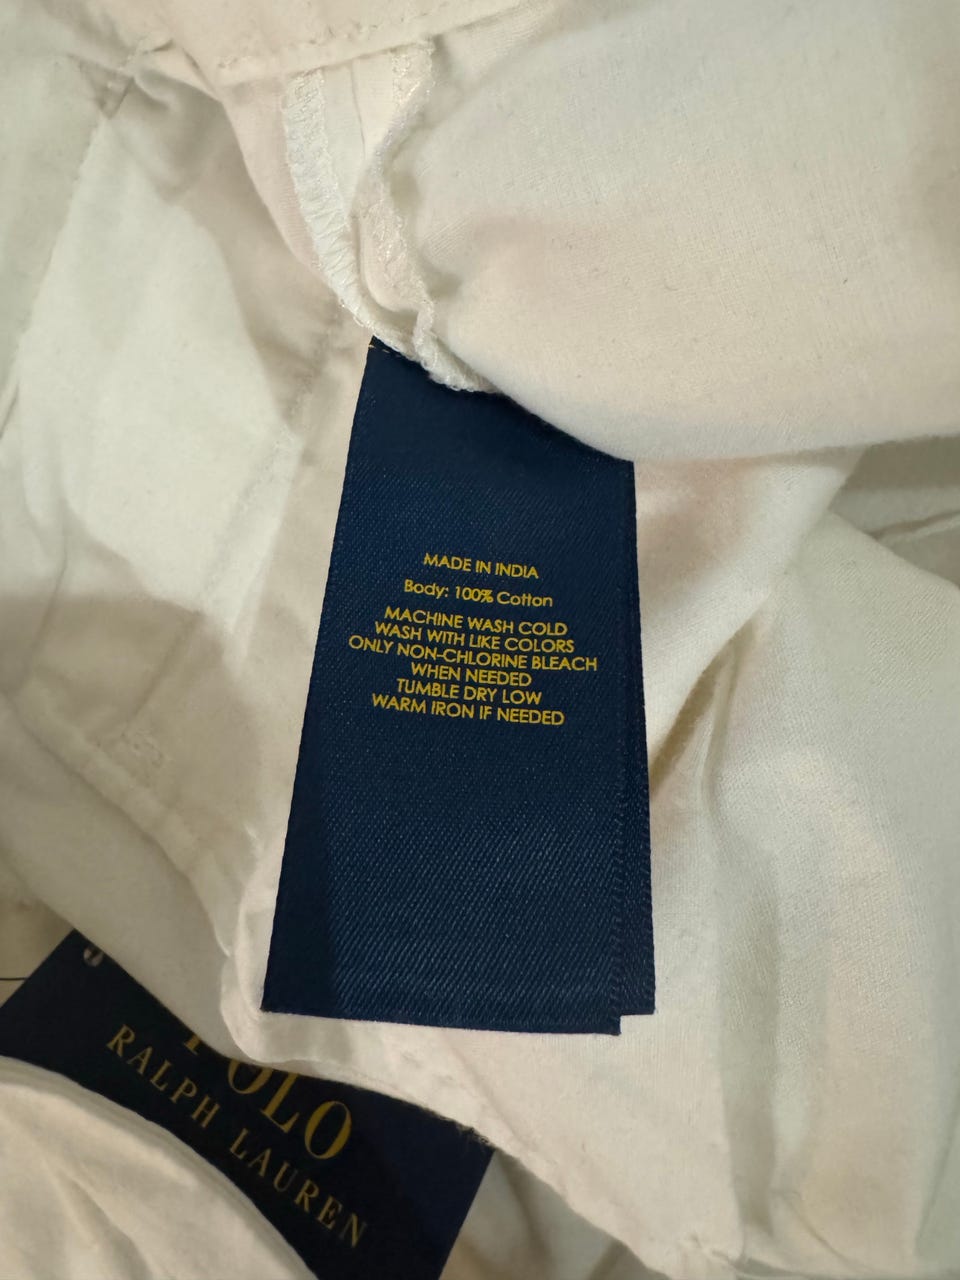 MADE IN INDIA
Body: 100% Cotton
MACHINE WASH COLD
WASH WITH LIKE COLORS
ONLY NON-CHLORINE BLEACH
WHEN NEEDED
TUMBLE DRY LOW
WARM IRON IF NEEDED
POLO
RALPH LAUREN